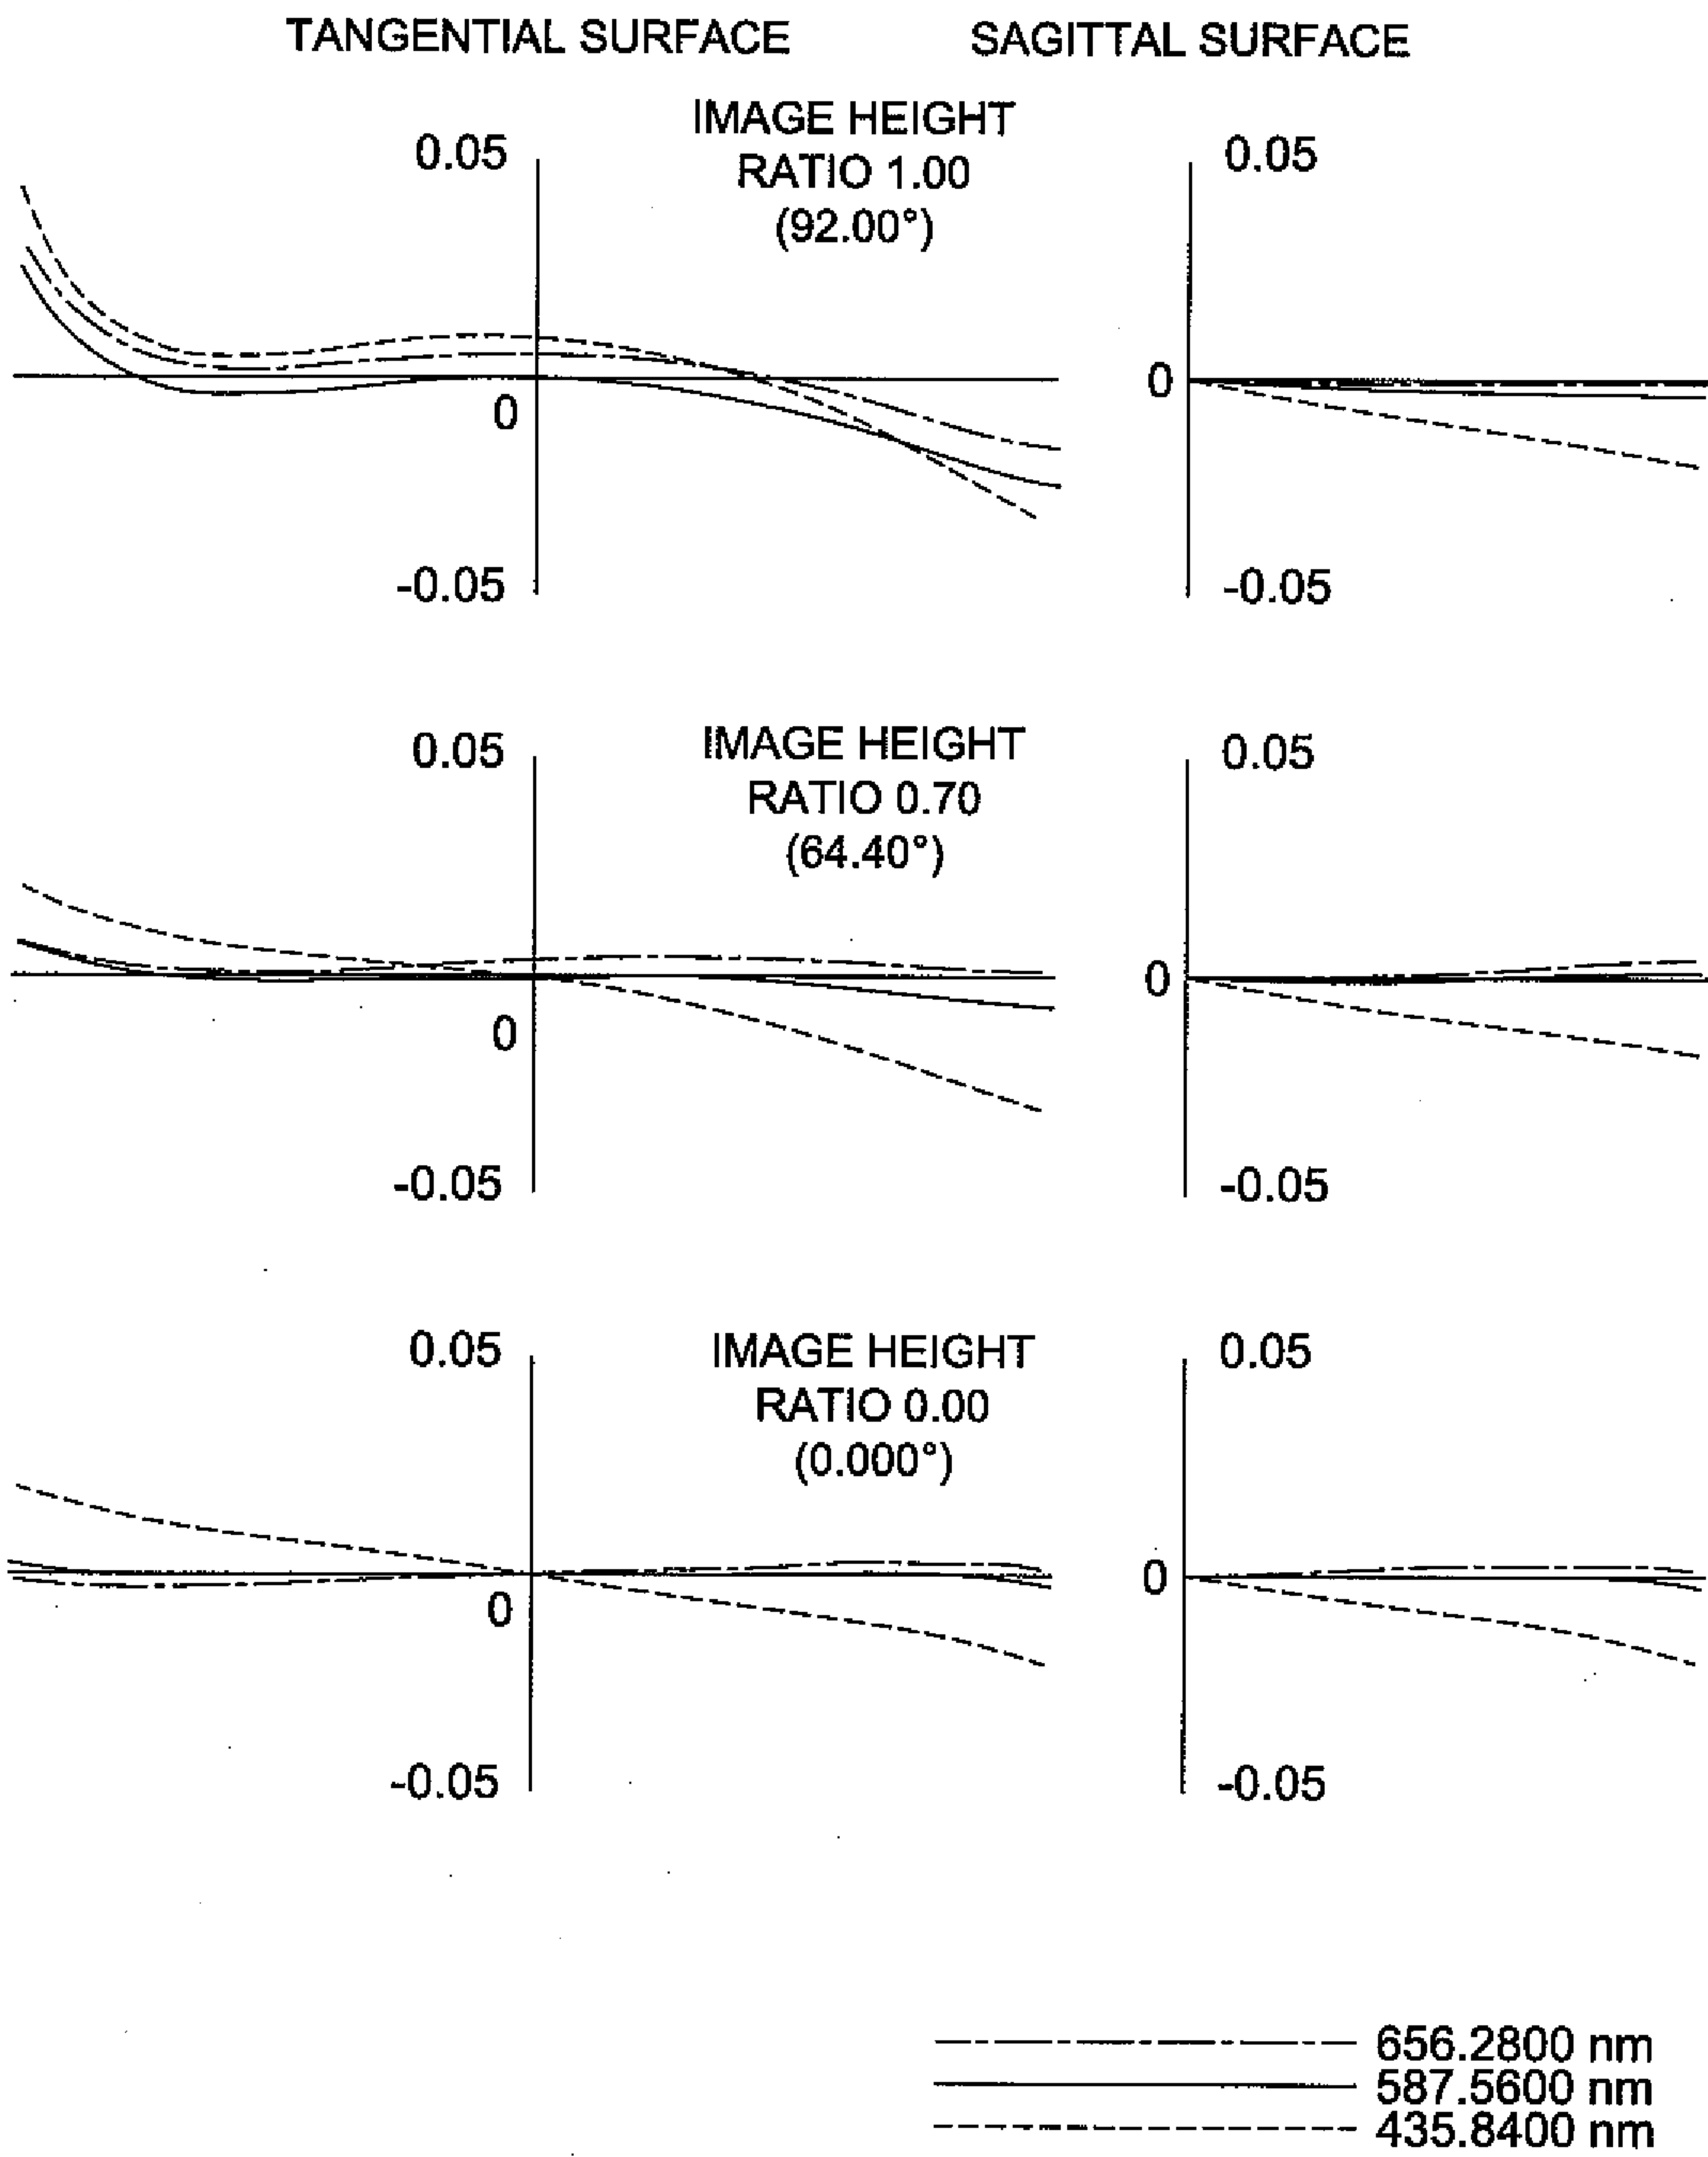 TANGENTIAL SURFACE
SAGITTAL SURFACE
IMAGE HEIGHT
RATIO 1.00
(92.00°)
0.05
0
-0.05
0.05
0
-0.05
IMAGE HEIGHT
RATIO 0.70
(64.40°)
0.05
0
-0.05
0.05
0
-0.05
IMAGE HEIGHT
RATIO 0.00
(0.000°)
0.05
0
-0.05
0.05
0
-0.05
656.2800 nm
587.5600 nm
435.8400 nm